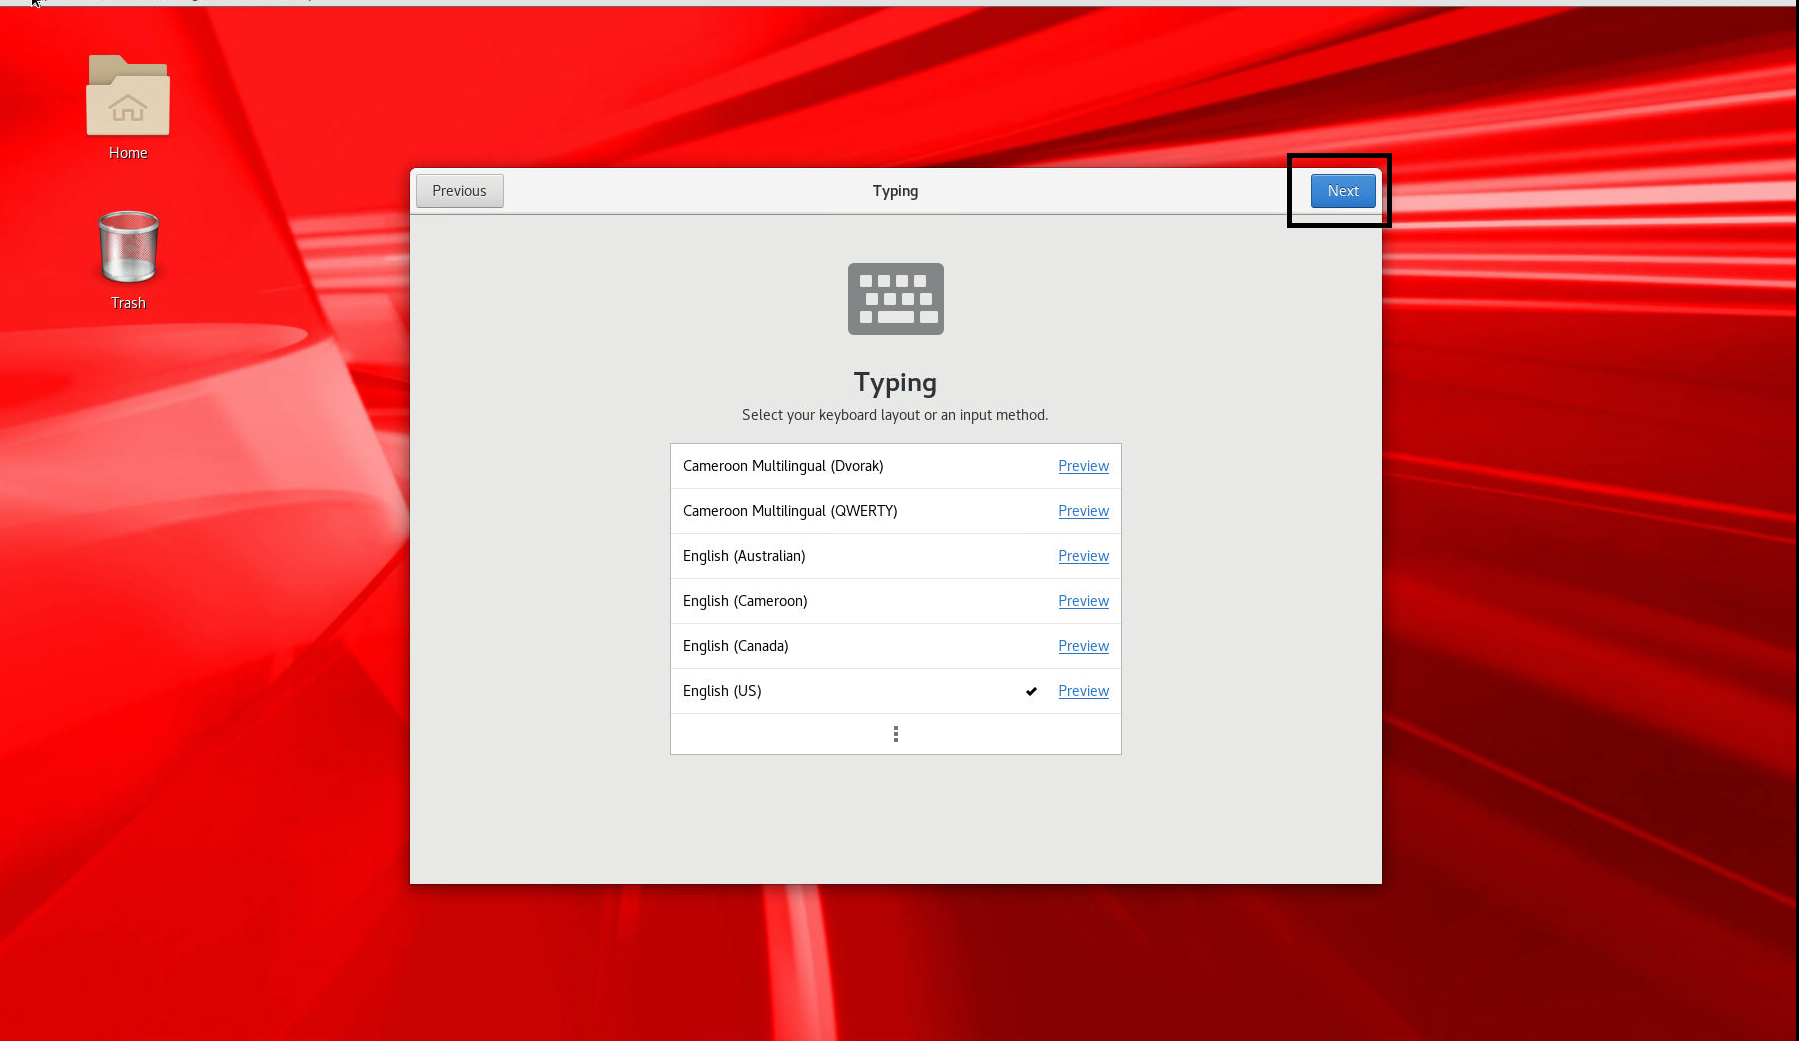 Home
Trash
Previous
Typing
Next
Typing
Select your keyboard layout or an input method.
Cameroon Multilingual (Dvorak) Preview
Cameroon Multilingual (QWERTY) Preview
English (Australian) Preview
English (Cameroon) Preview
English (Canada) Preview
English (US) Preview